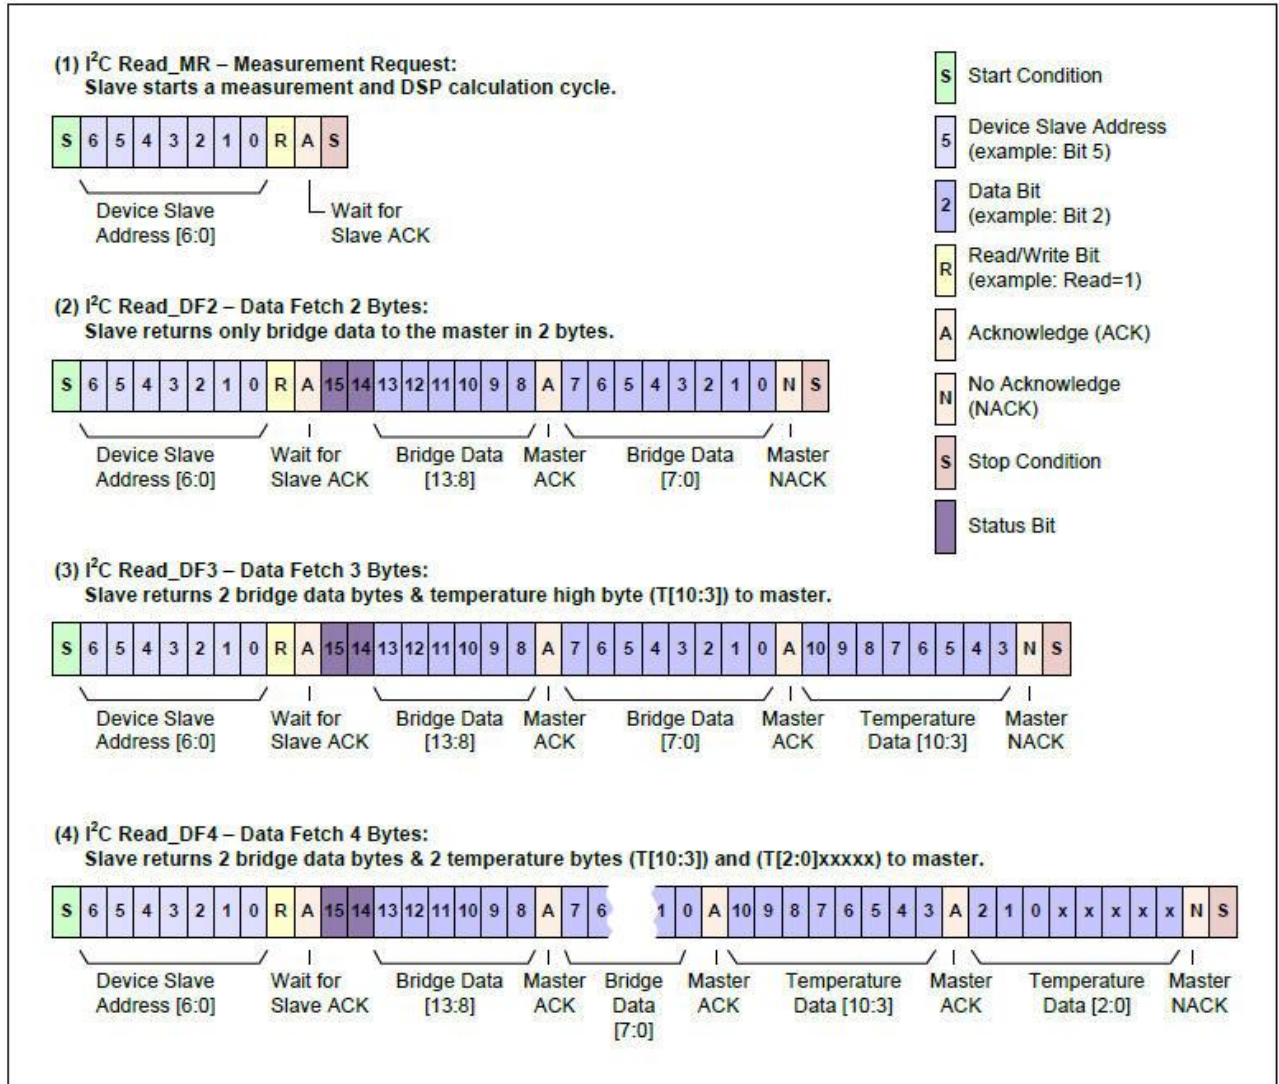 (1) I2C Read_MR – Measurement Request:
Slave starts a measurement and DSP calculation cycle.
S 6 5 4 3 2 1 0 R A S
Device Slave Wait for
Address [6:0] Slave ACK
(2) I2C Read_DF2 – Data Fetch 2 Bytes:
Slave returns only bridge data to the master in 2 bytes.
S 6 5 4 3 2 1 0 R A 15 14 13 12 11 10 9 8 A 7 6 5 4 3 2 1 0 N S
Device Slave Wait for Bridge Data Master Bridge Data Master
Address [6:0] Slave ACK [13:8] ACK [7:0] NACK
(3) I2C Read_DF3 – Data Fetch 3 Bytes:
Slave returns 2 bridge data bytes & temperature high byte (T[10:3]) to master.
S 6 5 4 3 2 1 0 R A 15 14 13 12 11 10 9 8 A 7 6 5 4 3 2 1 0 A 10 9 8 7 6 5 4 3 N S
Device Slave Wait for Bridge Data Master Bridge Data Master Temperature Master
Address [6:0] Slave ACK [13:8] ACK [7:0] ACK Data [10:3] NACK
(4) I2C Read_DF4 – Data Fetch 4 Bytes:
Slave returns 2 bridge data bytes & 2 temperature bytes (T[10:3]) and (T[2:0]xxxxx) to master.
S 6 5 4 3 2 1 0 R A 15 14 13 12 11 10 9 8 A 7 6 1 0 A 10 9 8 7 6 5 4 3 A 2 1 0 x x x x x N S
Device Slave Wait for Bridge Data Master Bridge Master Temperature Master Temperature Master
Address [6:0] Slave ACK [13:8] ACK Data ACK Data [10:3] ACK Data [2:0] NACK
[7:0]
S Start Condition
5 Device Slave Address
(example: Bit 5)
2 Data Bit
(example: Bit 2)
R Read/Write Bit
(example: Read=1)
A Acknowledge (ACK)
N No Acknowledge
(NACK)
S Stop Condition
Status Bit